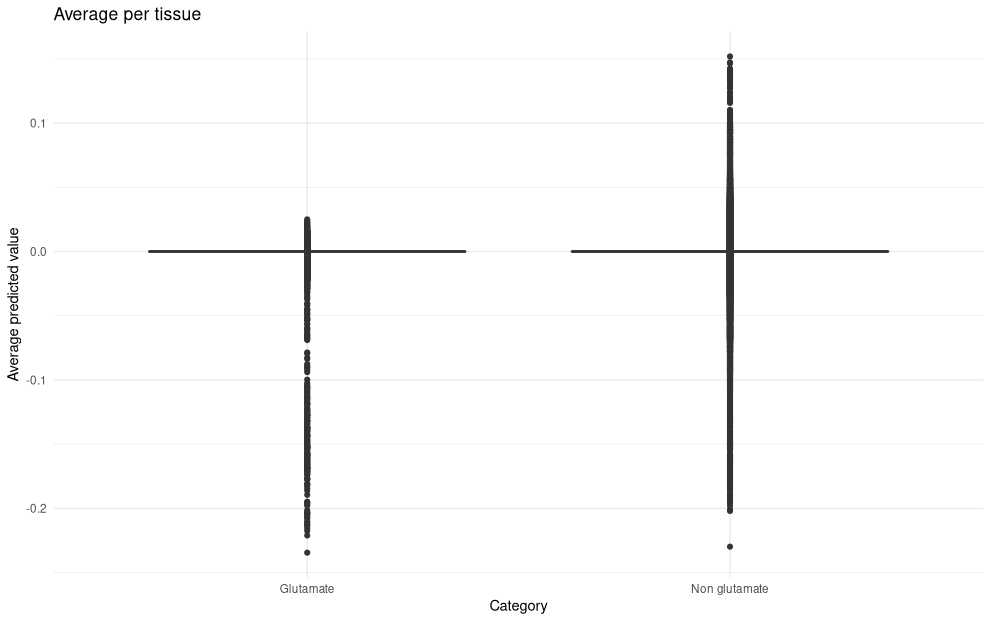 Average per tissue
Average predicted value
0.1
0.0
-0.1
-0.2
Glutamate
Non glutamate
Category